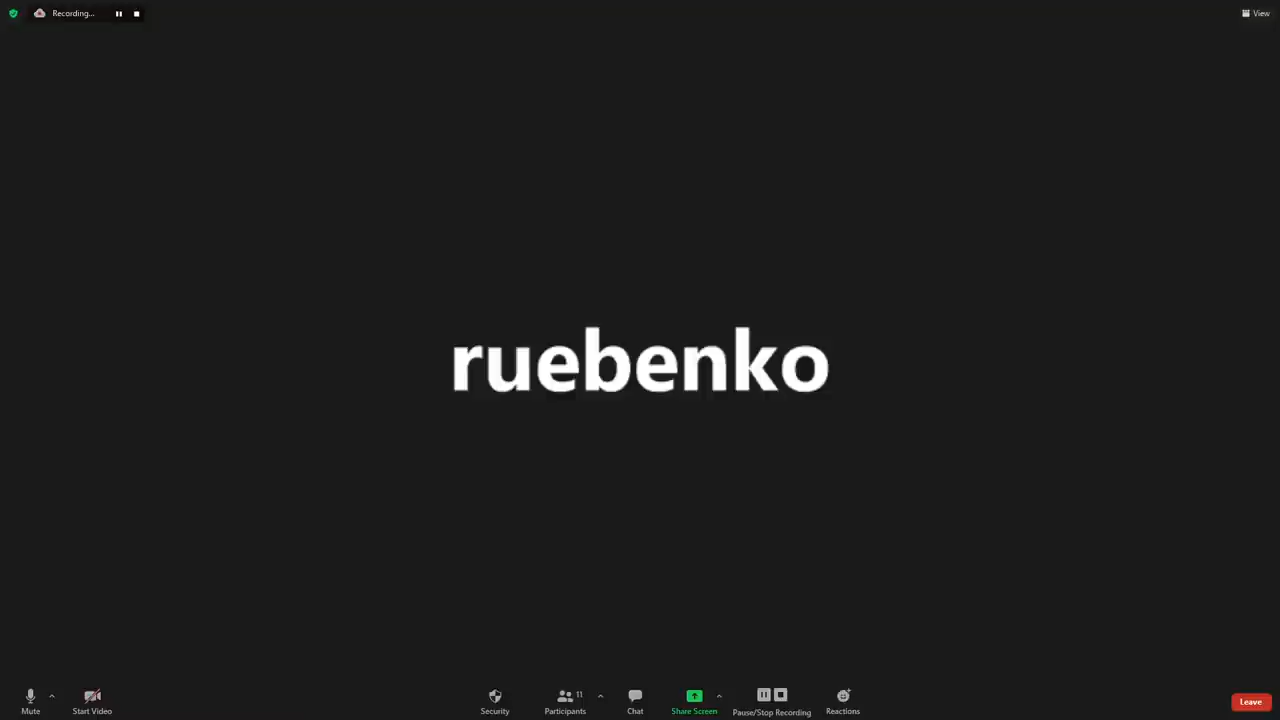 Recording...
View
ruebenko
Mute
Start Video
Security
Participants 11
Chat
Share Screen
Pause/Stop Recording
Reactions
Leave